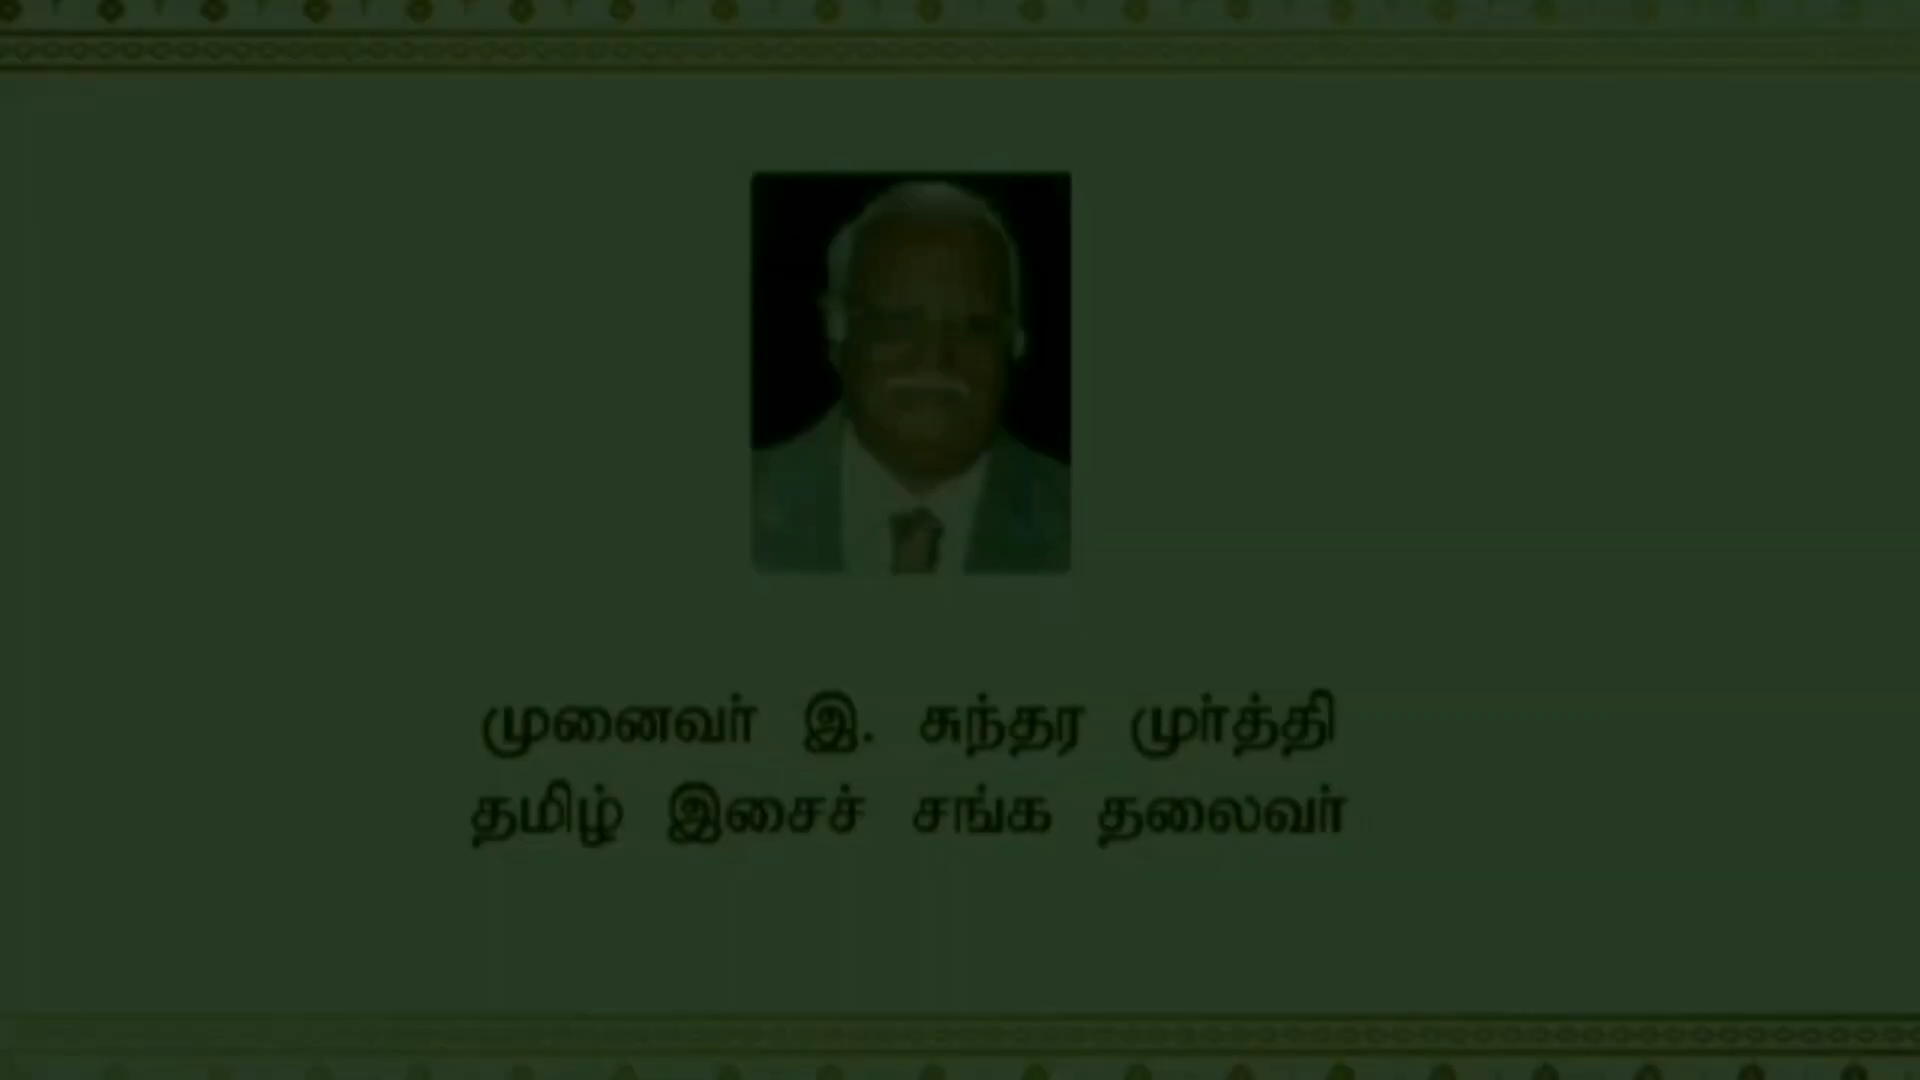 முனைவர் இ. சுந்தர முர்த்தி
தமிழ் இசைச் சங்க தலைவர்